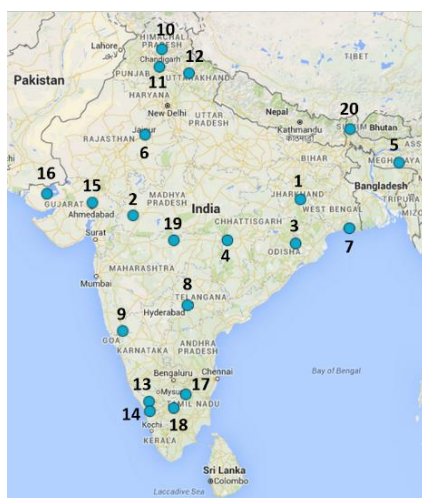 10
HIMACHAL
PRADESH
12
Lahore
Chandigarh
PUNJAB
UTTARAKHAND
11
TIBET
Pakistan
HARYANA
New Delhi
UTTAR
PRADESH
Nepal
Kathmandu
20
SIKKIM
Bhutan
ASS
5
Jaipur
RAJASTHAN
6
BIHAR
MEGHALAYA
Bangladesh
16
15
GUJARAT
Ahmedabad
2
MADHYA
PRADESH
India
1
JHARKHAND
WEST BENGAL
TRIPURA
MIZO
Surat
19
CHHATTISGARH
4
3
ODISHA
7
MAHARASHTRA
Mumbai
8
TELANGANA
Hyderabad
9
GOA
KARNATAKA
ANDHRA
PRADESH
Bay of Bengal
Bengaluru
Chennai
13
Mysuru
17
14
TAMIL NADU
Kochi
18
KERALA
Sri Lanka
Colombo
Laccadive Sea